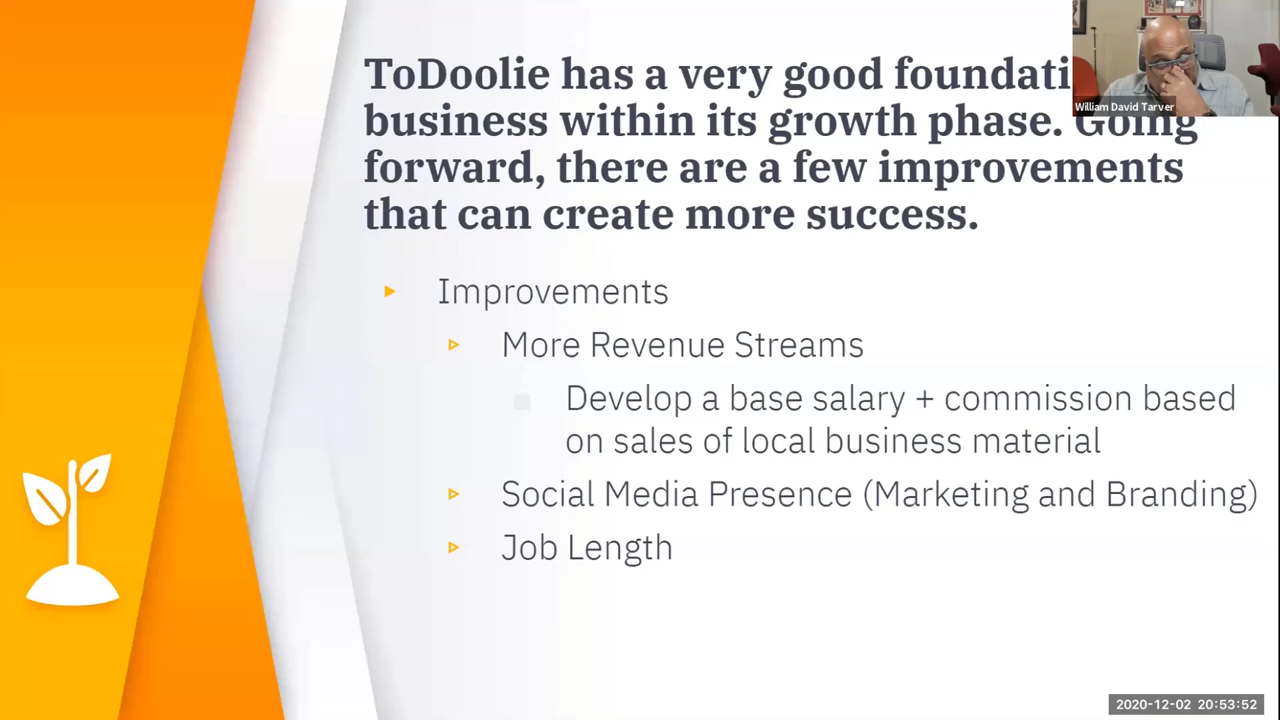 ToDoolie has a very good foundati
business within its growth phase. Going
forward, there are a few improvements
that can create more success.
Improvements
More Revenue Streams
Develop a base salary + commission based
on sales of local business material
Social Media Presence (Marketing and Branding)
Job Length
William David Tarver
2020-12-02 20:53:52